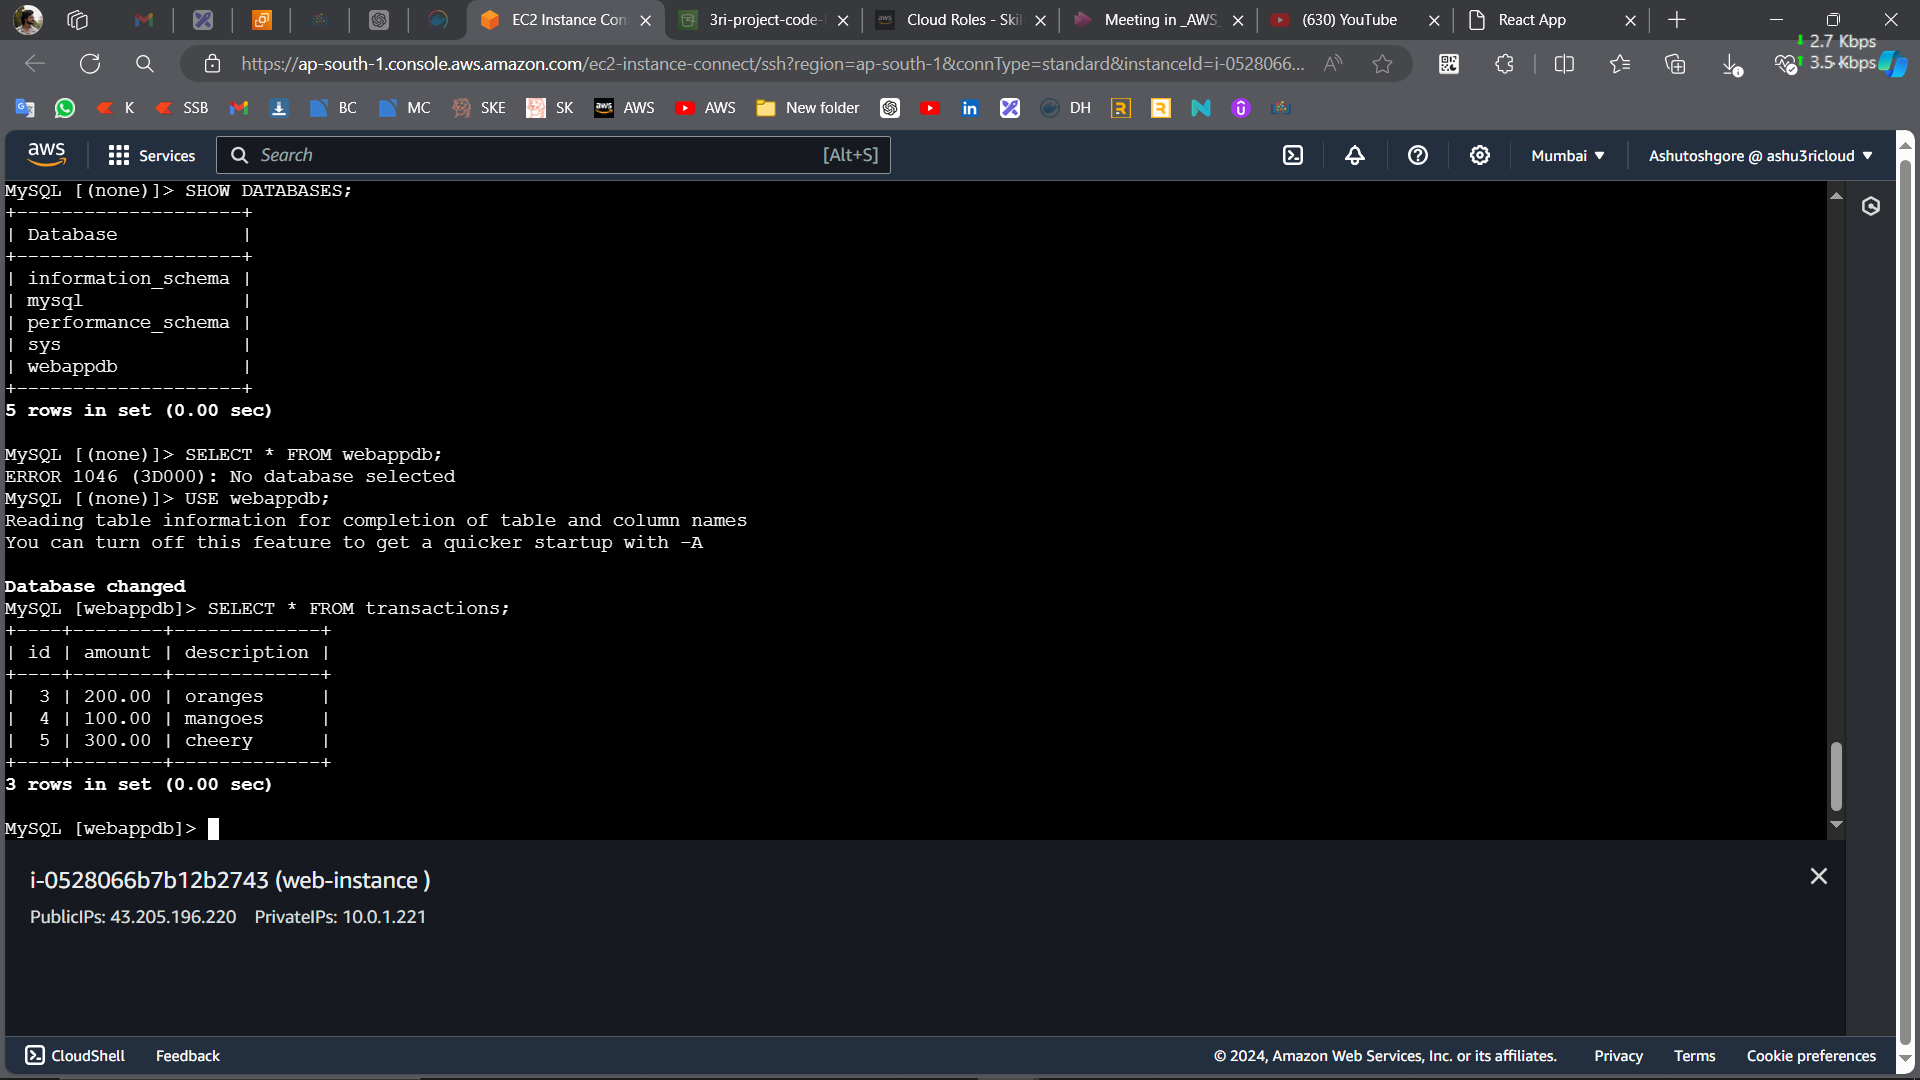 EC2 Instance Con
3ri-project-code-
Cloud Roles - Skil
Meeting in _AWS_
(630) YouTube
React App
2.7 Kbps
https://ap-south-1.console.aws.amazon.com/ec2-instance-connect/ssh?region=ap-south-1&connType=standard&instanceId=i-0528066...
3.5 Kbps
K
SSB
BC
MC
SKE
SK
AWS
AWS
New folder
DH
aws
Services
Search
[Alt+S]
Mumbai
Ashutoshgore @ ashu3ricloud
MySQL [(none)]> SHOW DATABASES;
+--------------------+
| Database           |
+--------------------+
| information_schema |
| mysql              |
| performance_schema |
| sys                |
| webappdb           |
+--------------------+
5 rows in set (0.00 sec)
MySQL [(none)]> SELECT * FROM webappdb;
ERROR 1046 (3D000): No database selected
MySQL [(none)]> USE webappdb;
Reading table information for completion of table and column names
You can turn off this feature to get a quicker startup with -A
Database changed
MySQL [webappdb]> SELECT * FROM transactions;
+----+--------+-------------+
| id | amount | description |
+----+--------+-------------+
|  3 | 200.00 | oranges     |
|  4 | 100.00 | mangoes     |
|  5 | 300.00 | cheery      |
+----+--------+-------------+
3 rows in set (0.00 sec)
MySQL [webappdb]>
i-0528066b7b12b2743 (web-instance )
PublicIPs: 43.205.196.220 PrivateIPs: 10.0.1.221
CloudShell
Feedback
© 2024, Amazon Web Services, Inc. or its affiliates.
Privacy
Terms
Cookie preferences